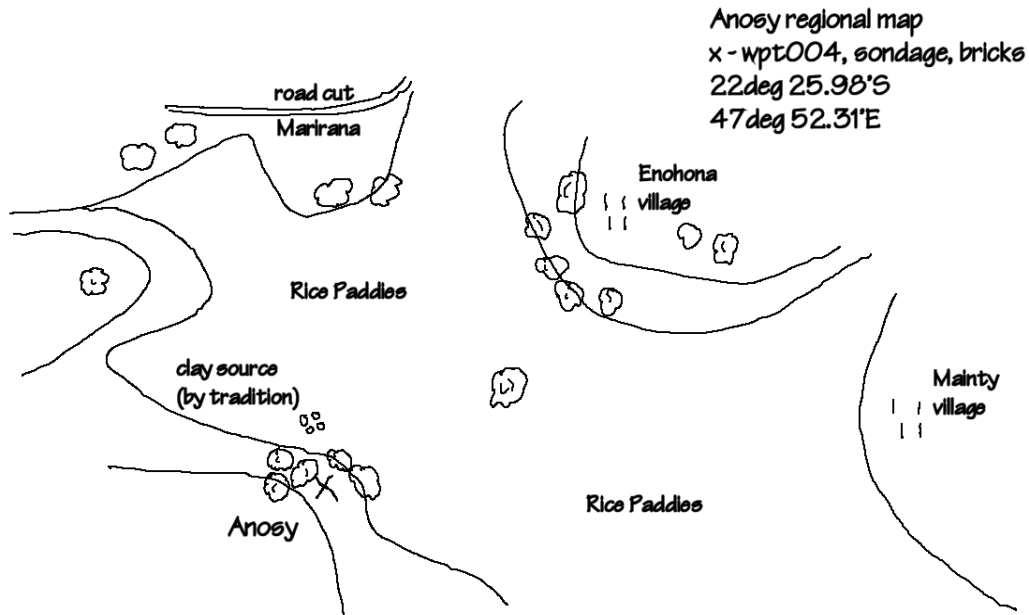 Anosy regional map
x - wpt004, sondage, bricks
22deg 25.98'S
47deg 52.31'E
road cut
Marirana
Enohona
village
Rice Paddies
clay source
(by tradition)
Mainty
village
Rice Paddies
Anosy